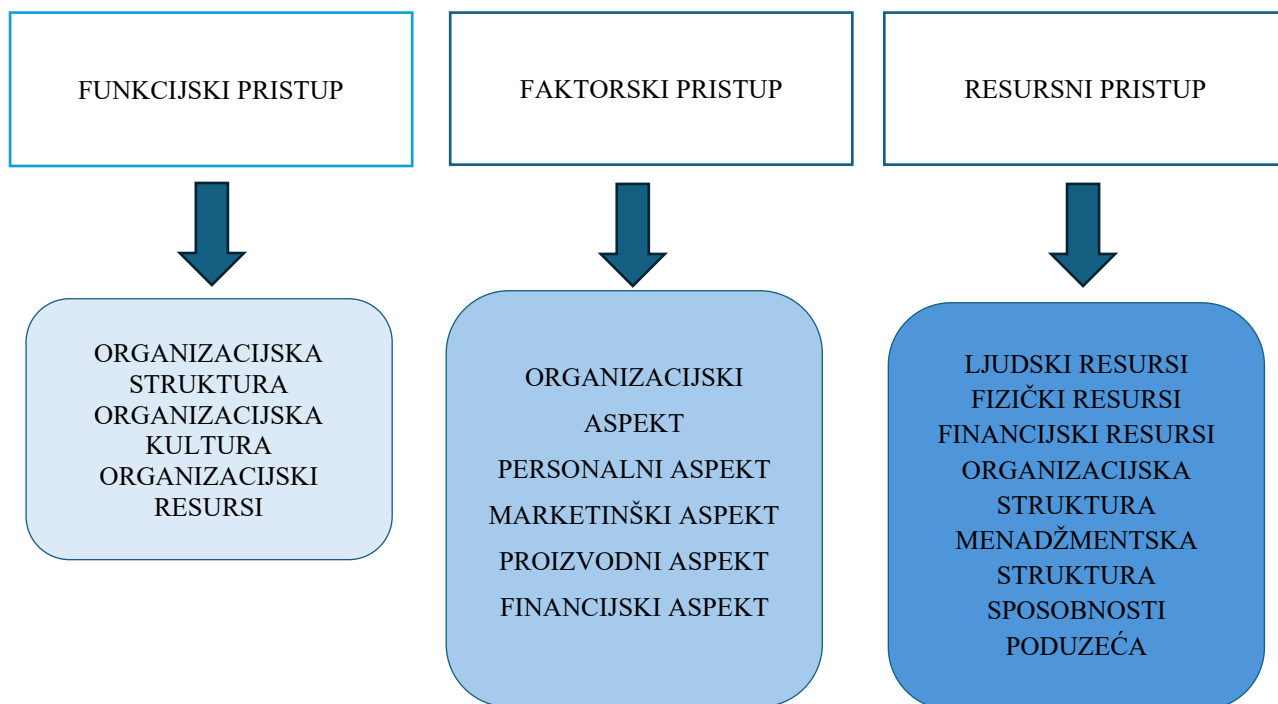 FUNKCIJSKI PRISTUP
FAKTORSKI PRISTUP
RESURSNI PRISTUP
ORGANIZACIJSKA
STRUKTURA
ORGANIZACIJSKA
KULTURA
ORGANIZACIJSKI
RESURSI
ORGANIZACIJSKI
ASPEKT
PERSONALNI ASPEKT
MARKETINŠKI ASPEKT
PROIZVODNI ASPEKT
FINANCIJSKI ASPEKT
LJUDSKI RESURSI
FIZIČKI RESURSI
FINANCIJSKI RESURSI
ORGANIZACIJSKA
STRUKTURA
MENADŽMENTSKA
STRUKTURA
SPOSOBNOSTI
PODUZEĆA